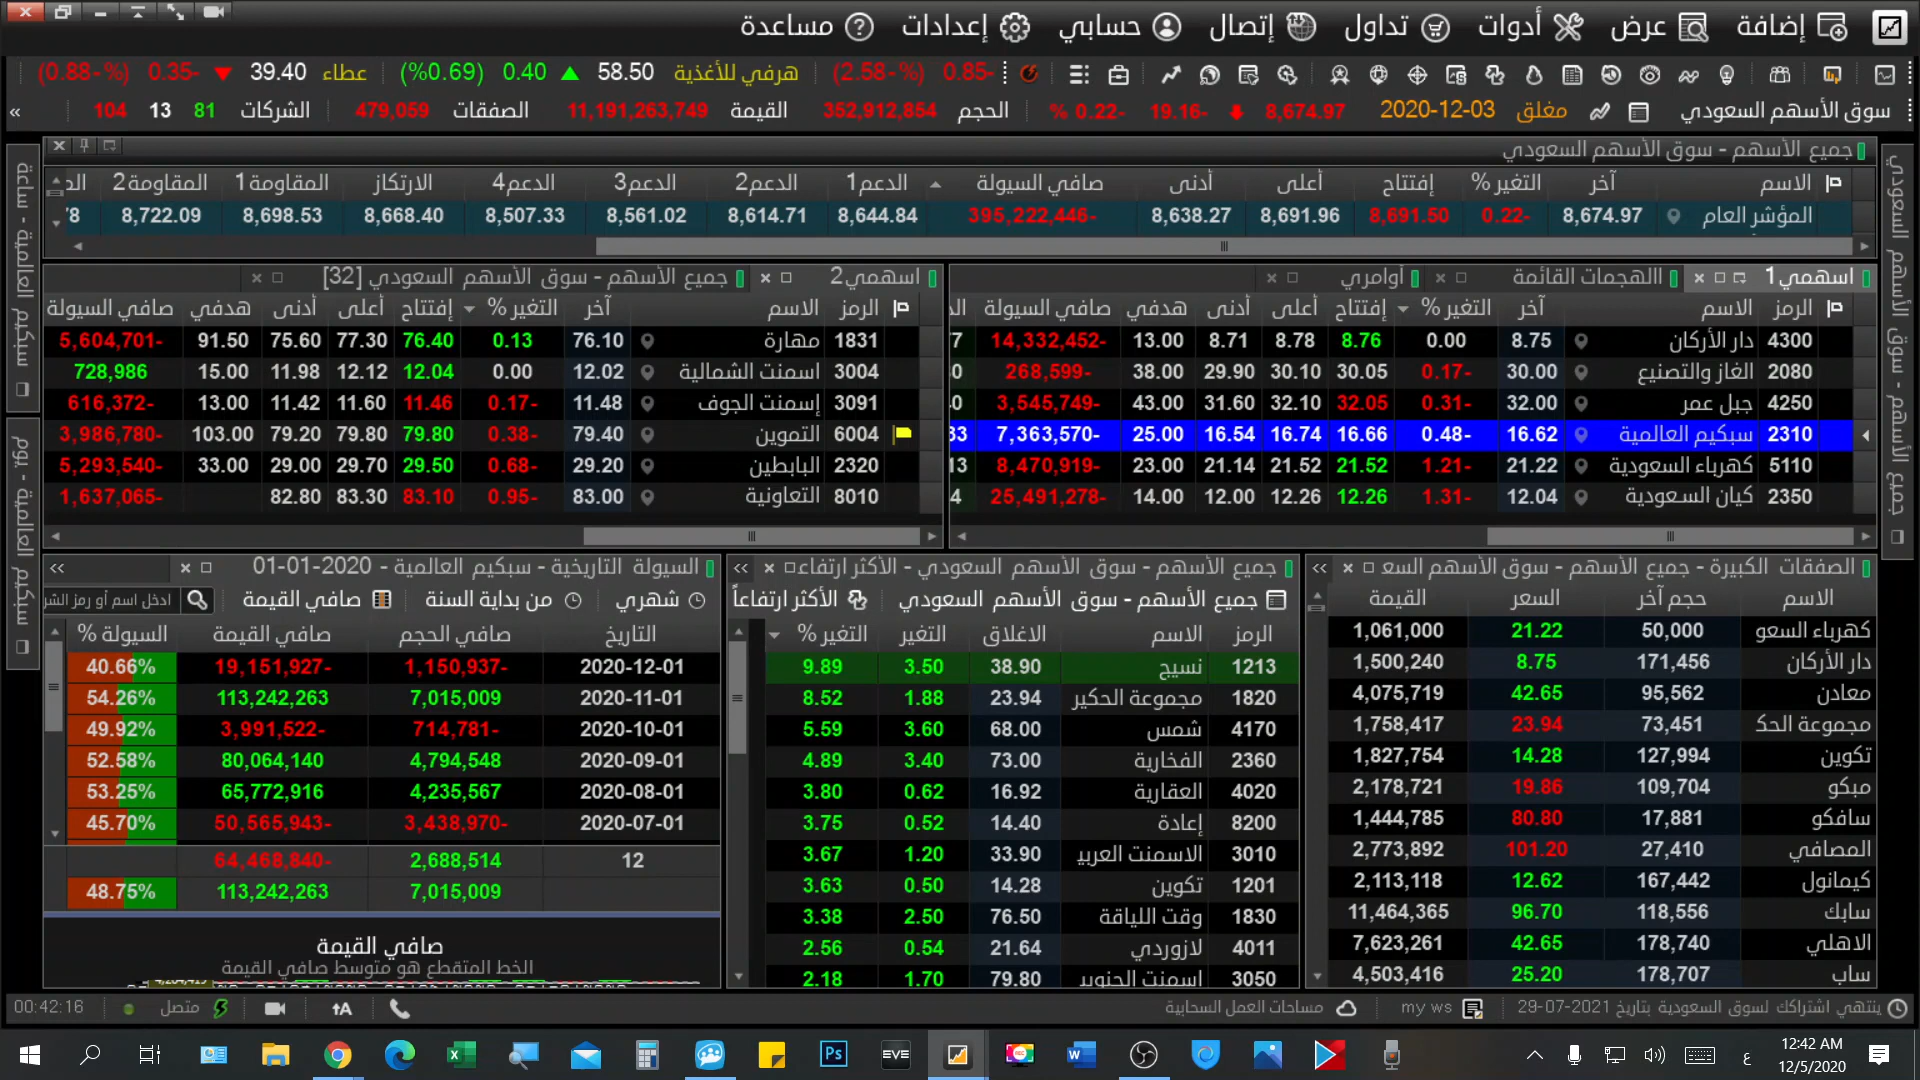 إضافة عرض أدوات تداول إتصال حسابي إعدادات مساعدة
0.85- (2.58-%) هرفي للأغذية 58.50 0.40 (%0.69) عطاء 39.40 0.35- (0.88-%)
سوق الأسهم السعودي 2020-12-03 مغلق 8,674.97 19.16- % 0.22- الحجم 352,912,854 القيمة 11,191,263,749 الصفقات 479,059 الشركات 81 13 104 «
جميع الأسهم - سوق الأسهم السعودي
الاسم آخر التغير % إفتتاح أعلى أدنى صافي السيولة الدعم1 الدعم2 الدعم3 الدعم4 الارتكاز المقاومة1 المقاومة2
المؤشر العام 8,674.97 0.22- 8,691.50 8,691.96 8,638.27 395,222,446- 8,644.84 8,614.71 8,561.02 8,507.33 8,668.40 8,698.53 8,722.09
اسهمي1 االهجمات القائمة أوامري
الرمز الاسم آخر التغير % إفتتاح أعلى أدنى هدفي صافي السيولة
4300 دار الأركان 8.75 0.00 8.76 8.78 8.71 13.00 14,332,452-
2080 الغاز والتصنيع 30.00 0.17- 30.05 30.10 29.90 38.00 268,599-
4250 جبل عمر 32.00 0.31- 32.05 32.10 31.60 43.00 3,545,749-
2310 سبكيم العالمية 16.62 0.48- 16.66 16.74 16.54 25.00 7,363,570-
5110 كهرباء السعودية 21.22 1.21- 21.52 21.52 21.14 23.00 8,470,919-
2350 كيان السعودية 12.04 1.31- 12.26 12.26 12.00 14.00 25,491,278-
اسهمي2 جميع الأسهم - سوق الأسهم السعودي [32]
الرمز الاسم آخر التغير % إفتتاح أعلى أدنى هدفي صافي السيولة
1831 مهارة 76.10 0.13 76.40 77.30 75.60 91.50 5,604,701-
3004 اسمنت الشمالية 12.02 0.00 12.04 12.12 11.98 15.00 728,986
3091 إسمنت الجوف 11.48 0.17- 11.46 11.60 11.42 13.00 616,372-
6004 التموين 79.40 0.38- 79.80 79.80 79.20 103.00 3,986,780-
2320 البابطين 29.20 0.68- 29.50 29.70 29.00 33.00 5,293,540-
8010 التعاونية 83.00 0.95- 83.10 83.30 82.80 1,637,065-
الصفقات الكبيرة - جميع الأسهم - سوق الأسهم السع
الاسم حجم آخر السعر القيمة
كهرباء السعو 50,000 21.22 1,061,000
دار الأركان 171,456 8.75 1,500,240
معادن 95,562 42.65 4,075,719
مجموعة الحك 73,451 23.94 1,758,417
تكوين 127,994 14.28 1,827,754
مبكو 109,704 19.86 2,178,721
سافكو 17,881 80.80 1,444,785
المصافي 27,410 101.20 2,773,892
كيمانول 167,442 12.62 2,113,118
سابك 118,556 96.70 11,464,365
الاهلي 178,740 42.65 7,623,261
ساب 178,707 25.20 4,503,416
جميع الأسهم - سوق الأسهم السعودي - الأكثر ارتفاعاً
جميع الأسهم - سوق الأسهم السعودي الأكثر ارتفاعاً
الرمز الاسم الاغلاق التغير التغير %
1213 نسيج 38.90 3.50 9.89
1820 مجموعة الحكير 23.94 1.88 8.52
4170 شمس 68.00 3.60 5.59
2360 الفخارية 73.00 3.40 4.89
4020 العقارية 16.92 0.62 3.80
8200 إعادة 14.40 0.52 3.75
3010 الاسمنت العربي 33.90 1.20 3.67
1201 تكوين 14.28 0.50 3.63
1830 وقت اللياقة 76.50 2.50 3.38
4011 لازوردي 21.64 0.54 2.56
3050 اسمنت الجنوبي 79.80 1.70 2.18
السيولة التاريخية - سبكيم العالمية - 2020-01-01
شهري من بداية السنة صافي القيمة ادخل اسم أو رمز الشر
التاريخ صافي الحجم صافي القيمة السيولة %
2020-12-01 1,150,937- 19,151,927- 40.66%
2020-11-01 7,015,009 113,242,263 54.26%
2020-10-01 714,781- 3,991,522- 49.92%
2020-09-01 4,794,548 80,064,140 52.58%
2020-08-01 4,235,567 65,772,916 53.25%
2020-07-01 3,438,970- 50,565,943- 45.70%
12 2,688,514 64,468,840-
7,015,009 113,242,263 48.75%
صافي القيمة
الخط المتقطع هو متوسط صافي القيمة
ينتهي اشتراكك لسوق السعودية بتاريخ 29-07-2021 my ws مساحات العمل السحابية متصل 00:42:16
12:42 AM
12/5/2020